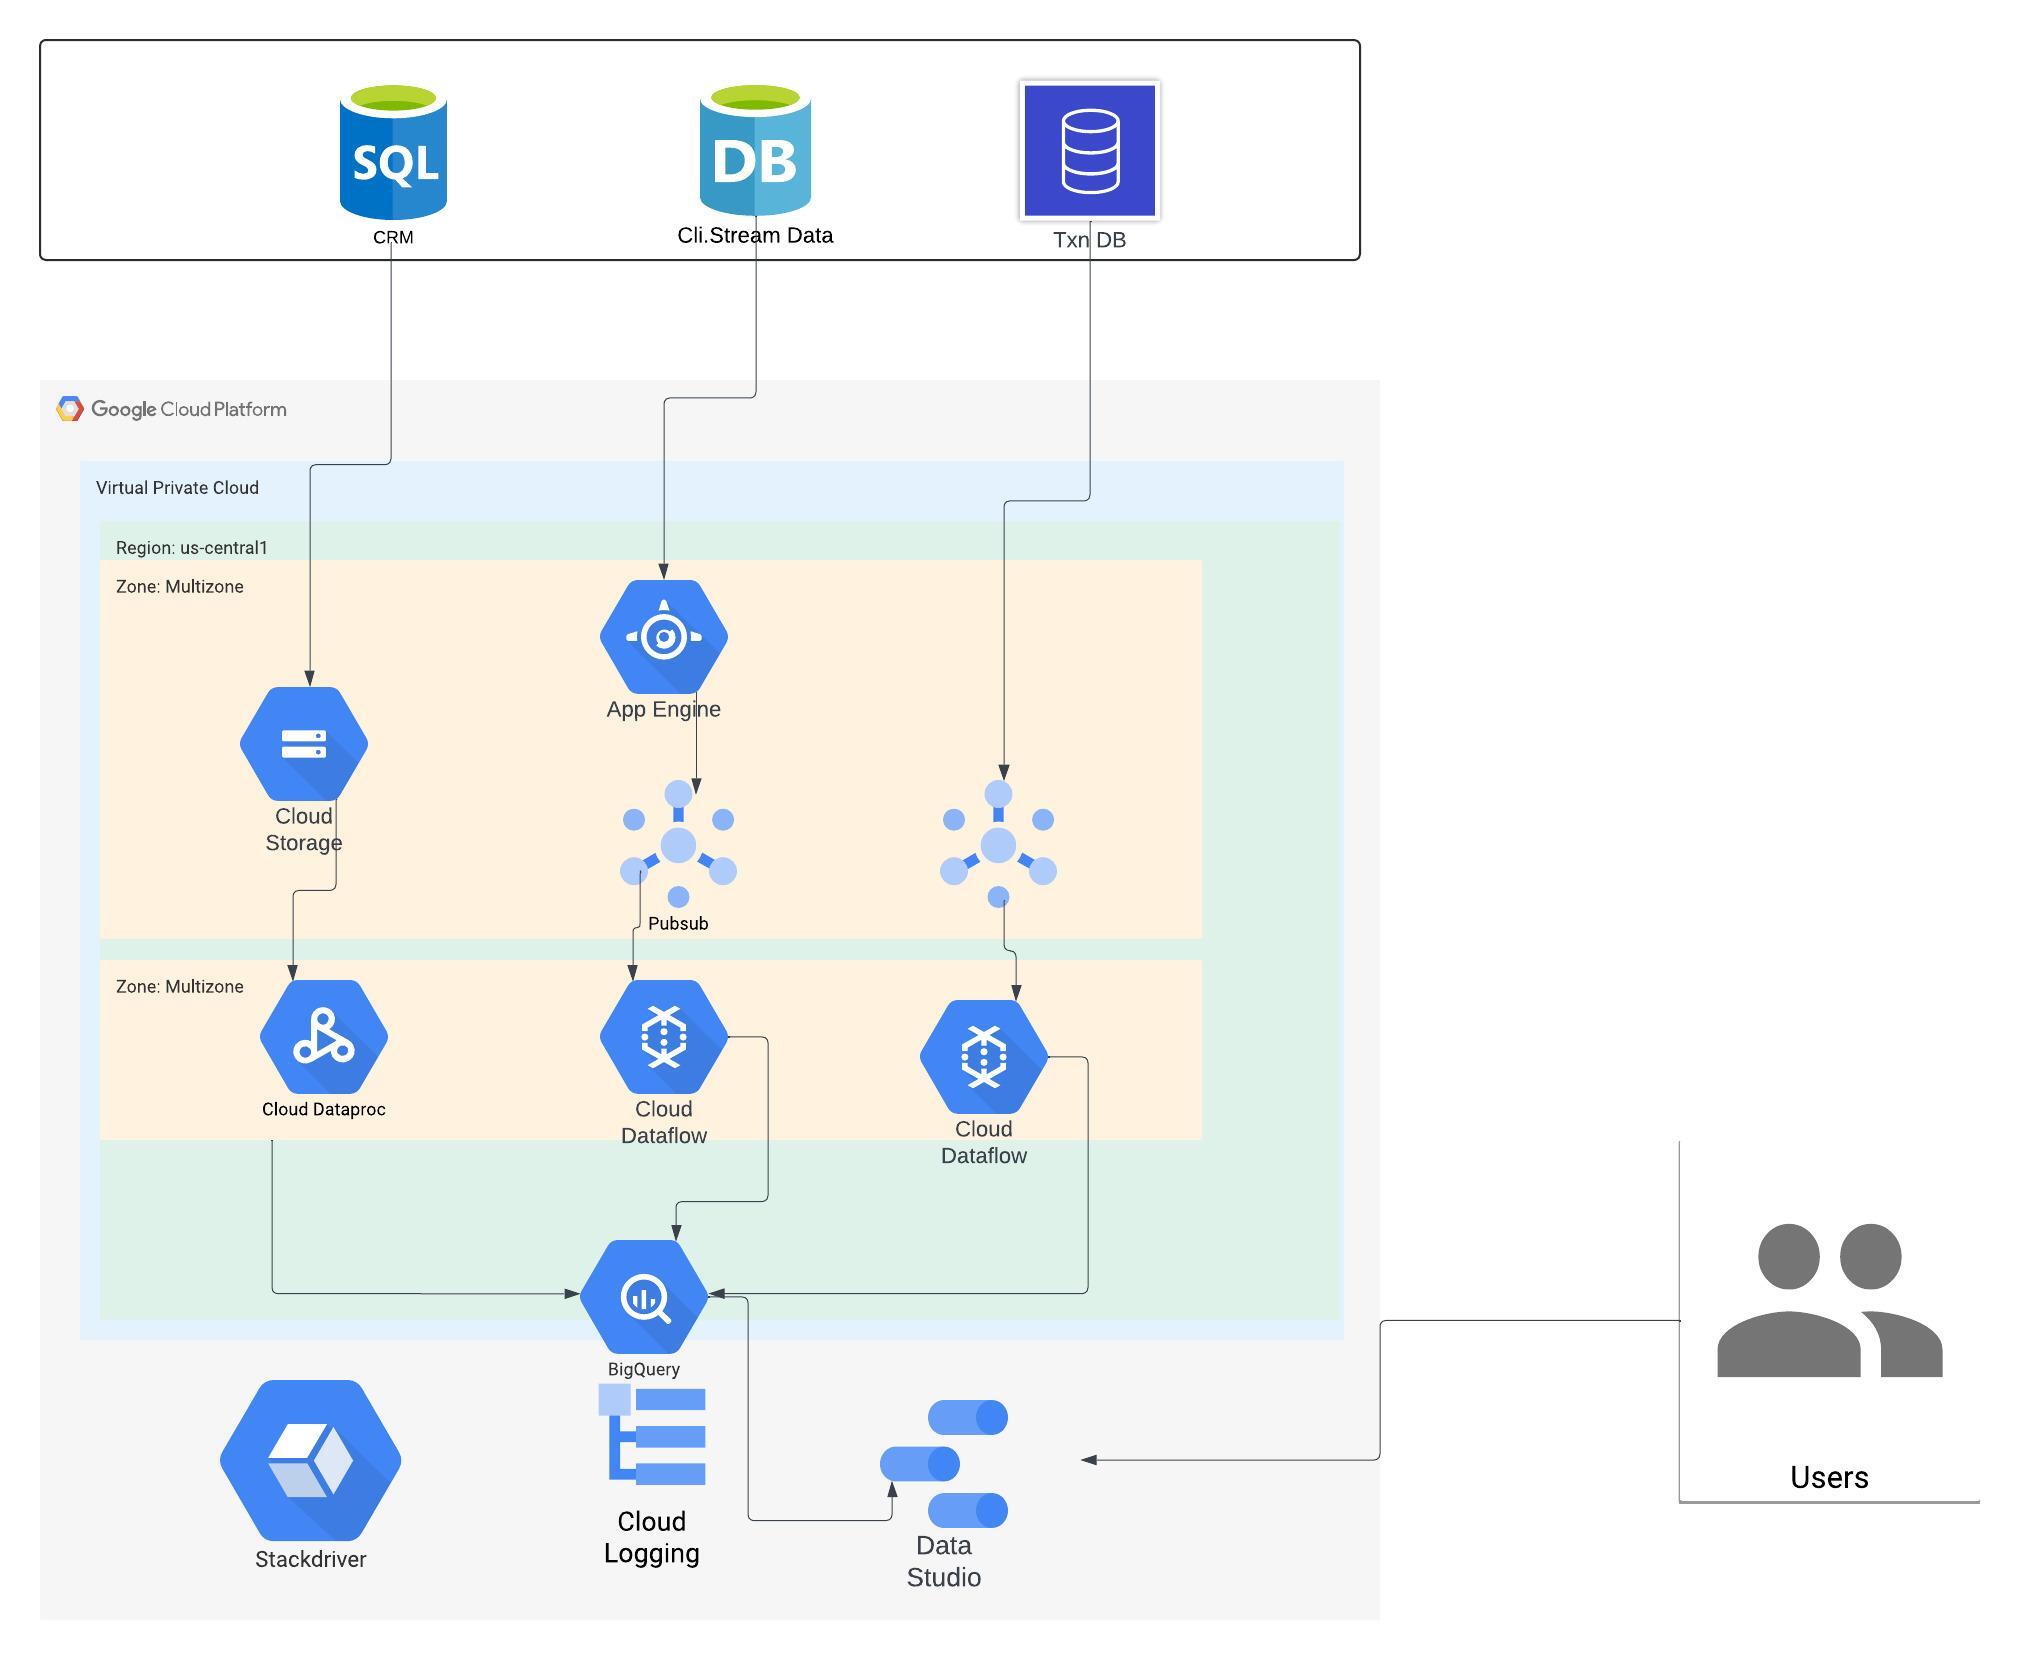 SQL
DB
CRM
Cli.Stream Data
Txn DB
Google Cloud Platform
Virtual Private Cloud
Region: us-central1
Zone: Multizone
App Engine
Cloud
Storage
Pubsub
Zone: Multizone
Cloud Dataproc
Cloud
Dataflow
Cloud
Dataflow
BigQuery
Stackdriver
Cloud
Logging
Data
Studio
Users